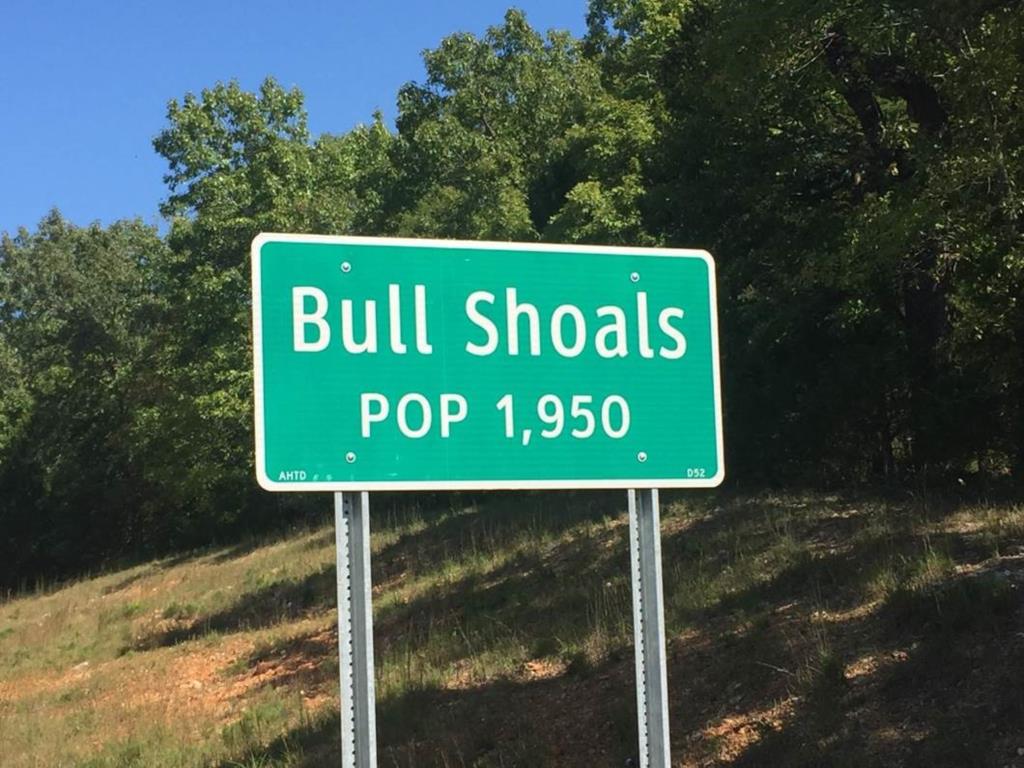 Bull Shoals
POP 1,950
AHTD
D52